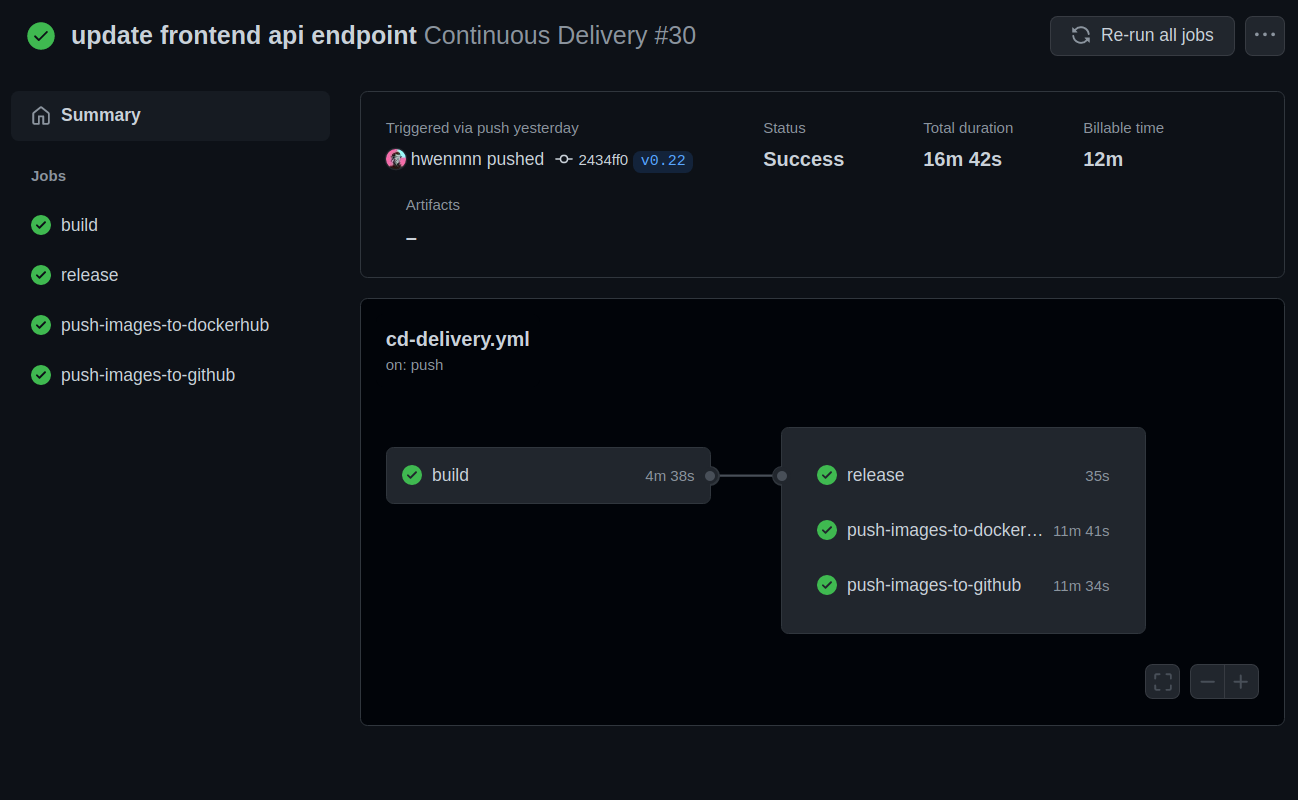 update frontend api endpoint Continuous Delivery #30
Re-run all jobs
Summary
Jobs
build
release
push-images-to-dockerhub
push-images-to-github
Triggered via push yesterday
hwennnn pushed 2434ff0 v0.22
Status
Success
Total duration
16m 42s
Billable time
12m
Artifacts
–
cd-delivery.yml
on: push
build 4m 38s
release 35s
push-images-to-docker… 11m 41s
push-images-to-github 11m 34s